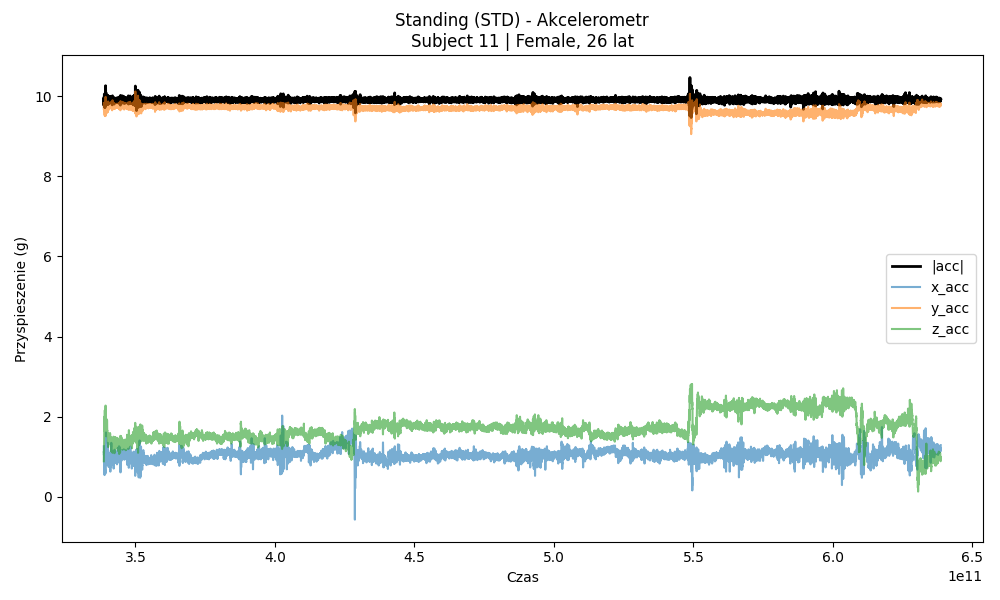 Standing (STD) - Akcelerometr
Subject 11 | Female, 26 lat
Przyspieszenie (g)
10
8
6
4
2
0
|acc|
x_acc
y_acc
z_acc
3.5 4.0 4.5 5.0 5.5 6.0 6.5
1e11
Czas